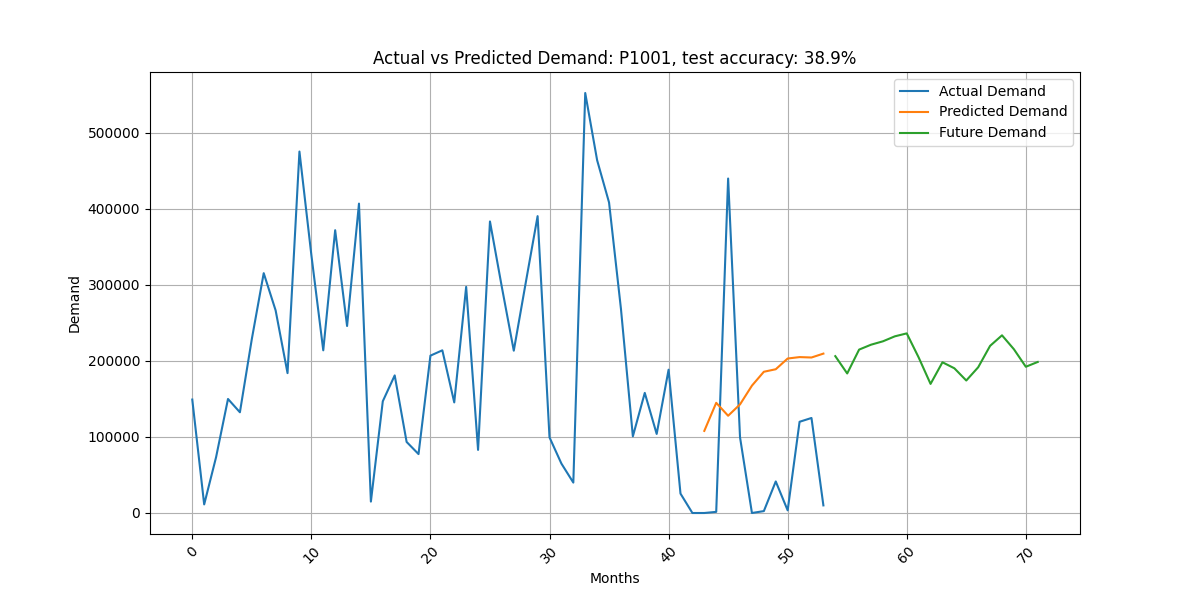 Actual vs Predicted Demand: P1001, test accuracy: 38.9%
Actual Demand
Predicted Demand
Future Demand
500000
400000
300000
200000
100000
0
Demand
0 10 20 30 40 50 60 70
Months